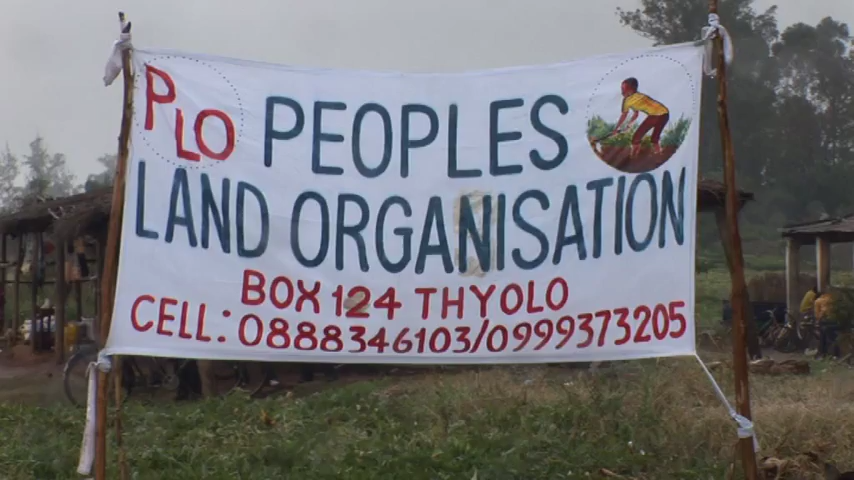 PLO PEOPLES
LAND ORGANISATION
BOX 124 THYOLO
CELL: 0888346103/0999373205